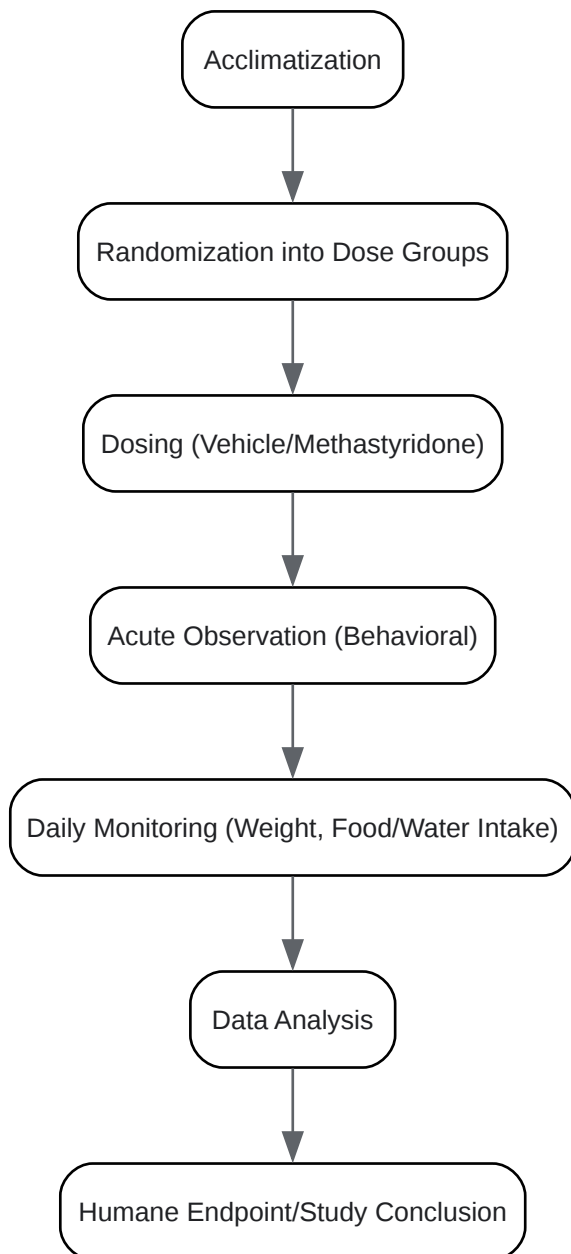 Acclimatization
Randomization into Dose Groups
Dosing (Vehicle/Methastyridone)
Acute Observation (Behavioral)
Daily Monitoring (Weight, Food/Water Intake)
Data Analysis
Humane Endpoint/Study Conclusion